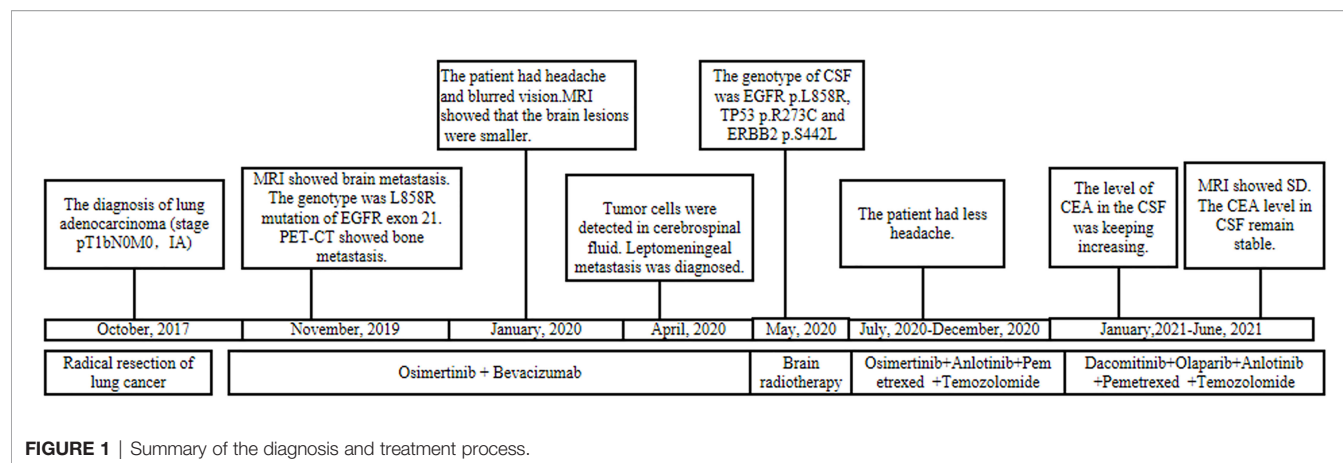 The patient had headache
and blurred vision.MRI
showed that the brain lesions
were smaller.
The genotype of CSF
was EGFR p.L858R,
TP53 p.R273C and
ERBB2 p.S442L
The diagnosis of lung
adenocarcinoma (stage
pT1bN0M0，IA)
MRI showed brain metastasis.
The genotype was L858R
mutation of EGFR exon 21.
PET-CT showed bone
metastasis.
Tumor cells were
detected in cerebrospinal
fluid. Leptomeningeal
metastasis was diagnosed.
The patient had less
headache.
The level of
CEA in the CSF
was keeping
increasing.
MRI showed SD.
The CEA level in
CSF remain
stable.
October, 2017
November, 2019
January, 2020
April, 2020
May, 2020
July, 2020-December, 2020
January,2021-June, 2021
Radical resection of
lung cancer
Osimertinib + Bevacizumab
Brain
radiotherapy
Osimertinib+Anlotinib+Pem
etrexed +Temozolomide
Dacomitinib+Olaparib+Anlotinib
+Pemetrexed +Temozolomide
FIGURE 1 | Summary of the diagnosis and treatment process.